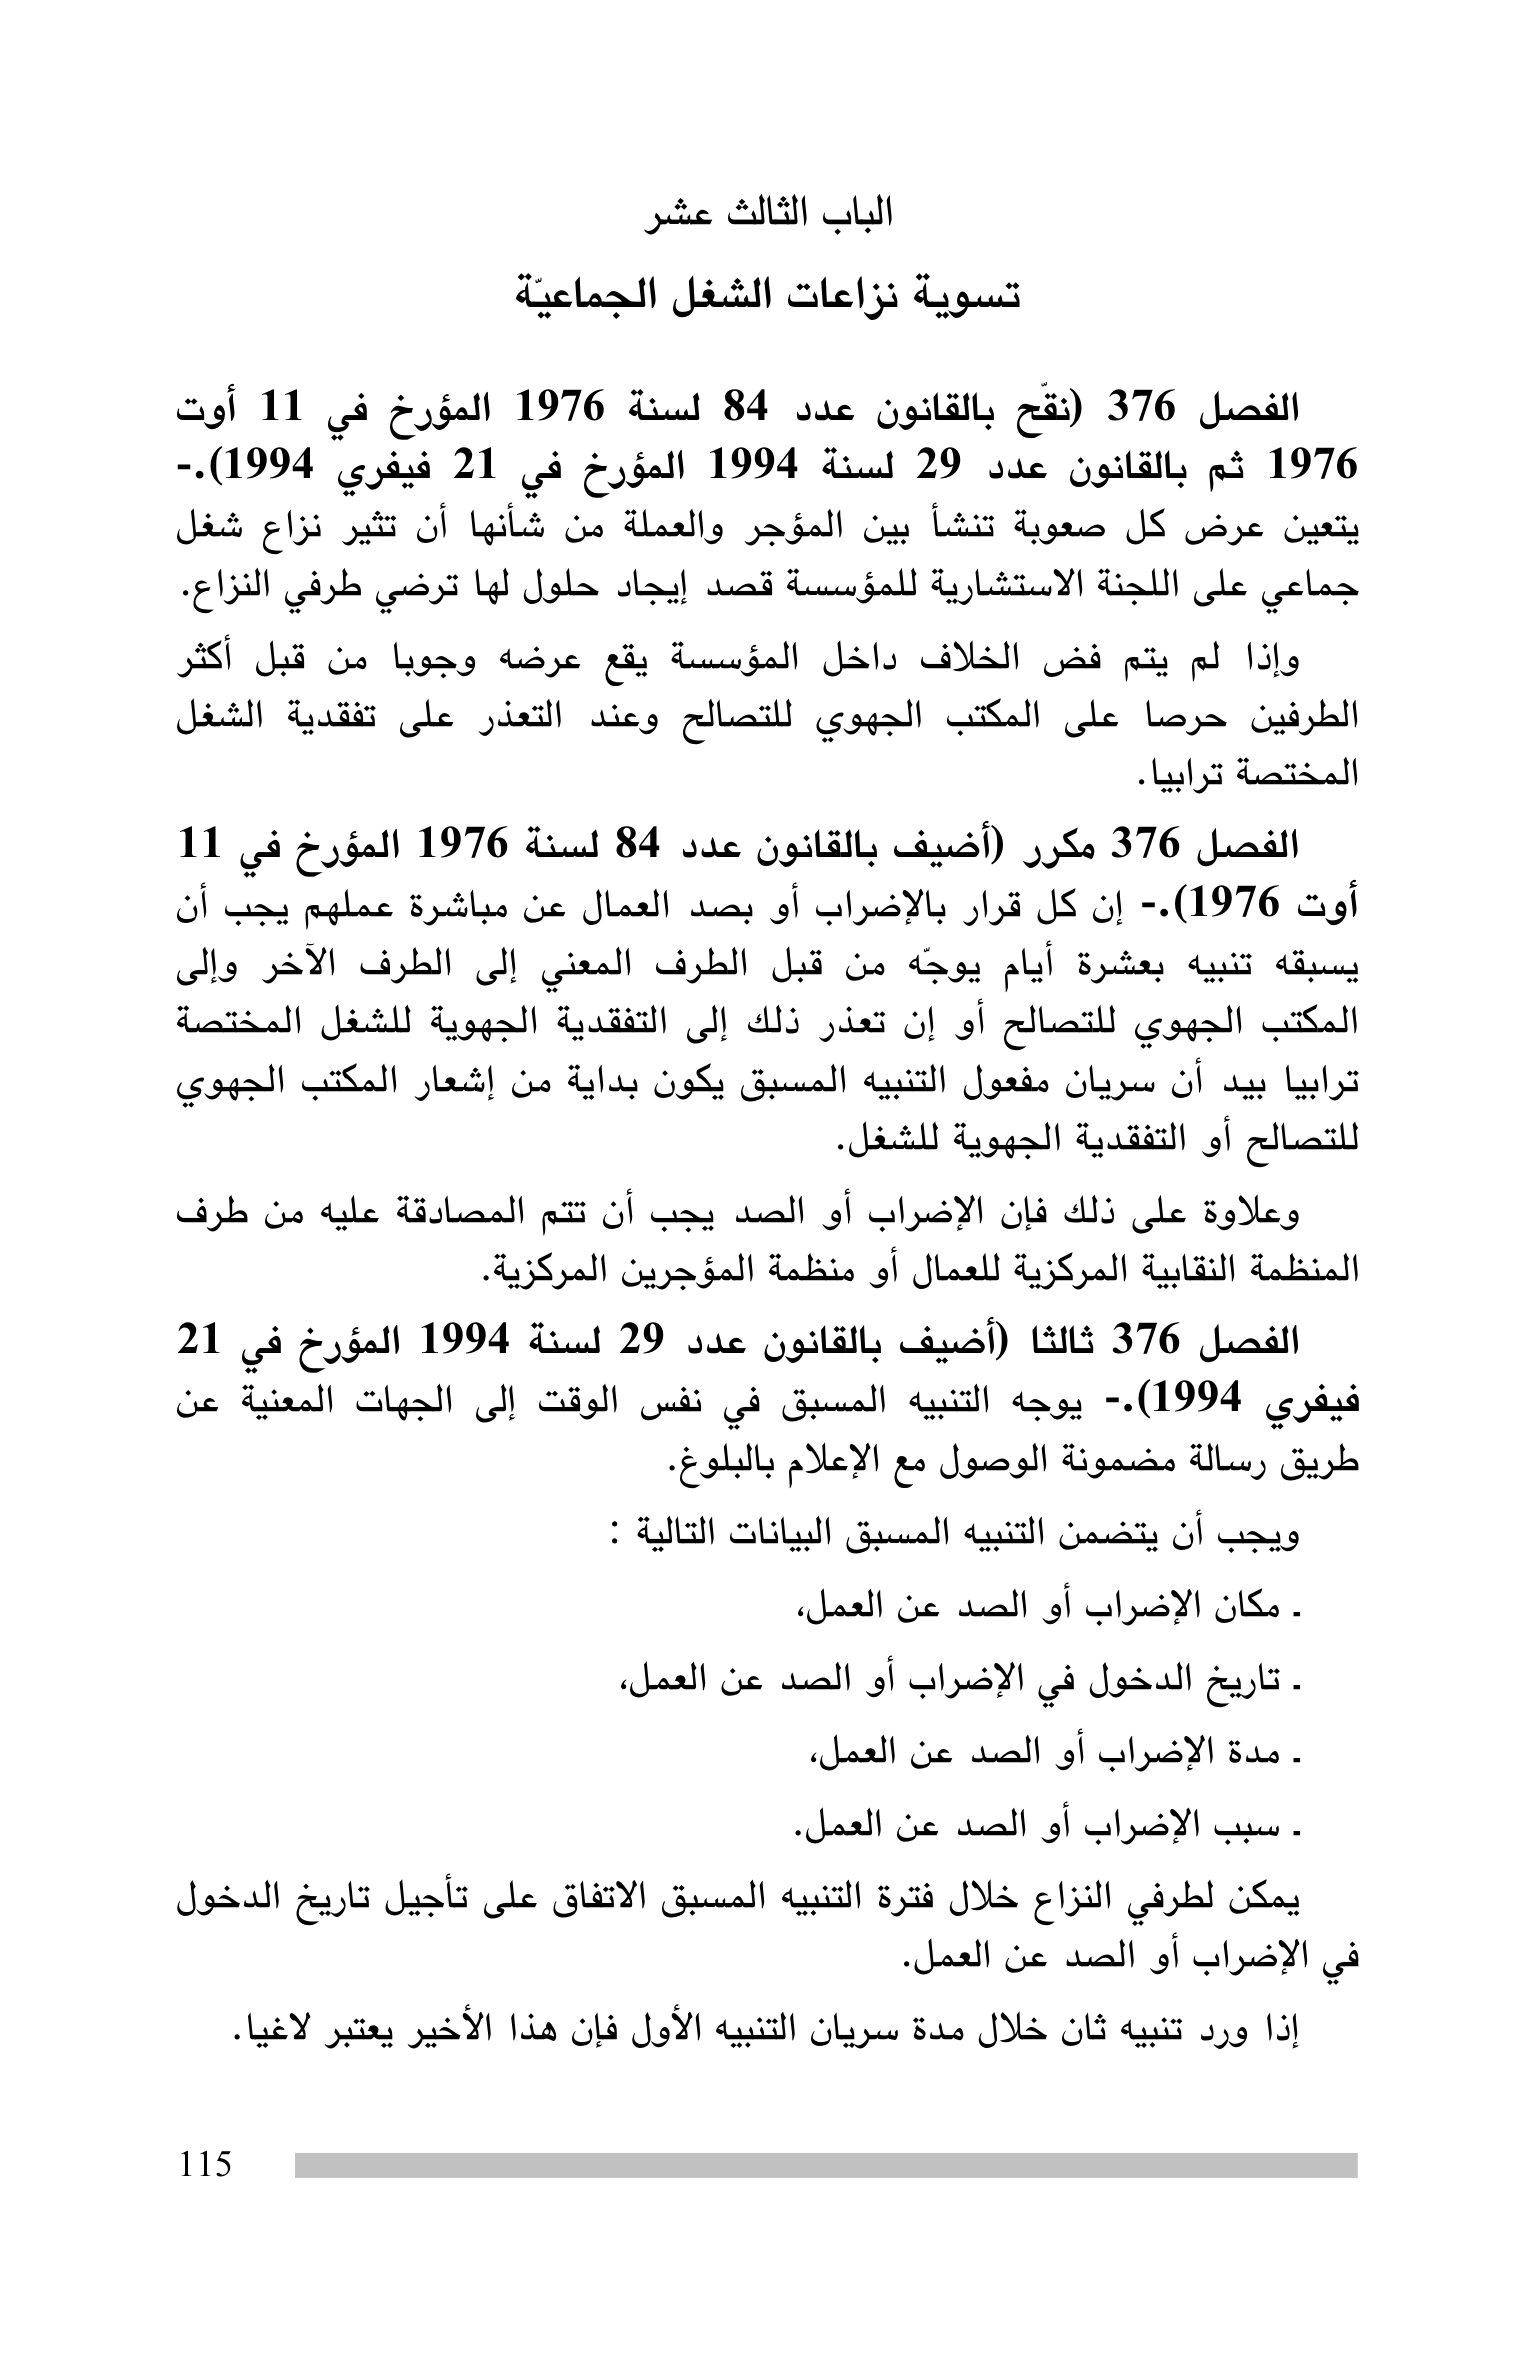 الباب الثالث عشر
تسوية نزاعات الشغل الجماعيّة
الفصل 376 (نقّح بالقانون عدد 84 لسنة 1976 المؤرخ في 11 أوت
1976 ثم بالقانون عدد 29 لسنة 1994 المؤرخ في 21 فيفري 1994).-
يتعين عرض كل صعوبة تنشأ بين المؤجر والعملة من شأنها أن تثير نزاع شغل
جماعي على اللجنة الاستشارية للمؤسسة قصد إيجاد حلول لها ترضي طرفي النزاع.
وإذا لم يتم فض الخلاف داخل المؤسسة يقع عرضه وجوبا من قبل أكثر
الطرفين حرصا على المكتب الجهوي للتصالح وعند التعذر على تفقدية الشغل
المختصة ترابيا.
الفصل 376 مكرر (أضيف بالقانون عدد 84 لسنة 1976 المؤرخ في 11
أوت 1976).- إن كل قرار بالإضراب أو بصد العمال عن مباشرة عملهم يجب أن
يسبقه تنبيه بعشرة أيام يوجّه من قبل الطرف المعني إلى الطرف الآخر وإلى
المكتب الجهوي للتصالح أو إن تعذر ذلك إلى التفقدية الجهوية للشغل المختصة
ترابيا بيد أن سريان مفعول التنبيه المسبق يكون بداية من إشعار المكتب الجهوي
للتصالح أو التفقدية الجهوية للشغل.
وعلاوة على ذلك فإن الإضراب أو الصد يجب أن تتم المصادقة عليه من طرف
المنظمة النقابية المركزية للعمال أو منظمة المؤجرين المركزية.
الفصل 376 ثالثا (أضيف بالقانون عدد 29 لسنة 1994 المؤرخ في 21
فيفري 1994).- يوجه التنبيه المسبق في نفس الوقت إلى الجهات المعنية عن
طريق رسالة مضمونة الوصول مع الإعلام بالبلوغ.
ويجب أن يتضمن التنبيه المسبق البيانات التالية :
ـ مكان الإضراب أو الصد عن العمل،
ـ تاريخ الدخول في الإضراب أو الصد عن العمل،
ـ مدة الإضراب أو الصد عن العمل،
ـ سبب الإضراب أو الصد عن العمل.
يمكن لطرفي النزاع خلال فترة التنبيه المسبق الاتفاق على تأجيل تاريخ الدخول
في الإضراب أو الصد عن العمل.
إذا ورد تنبيه ثان خلال مدة سريان التنبيه الأول فإن هذا الأخير يعتبر لاغيا.
115